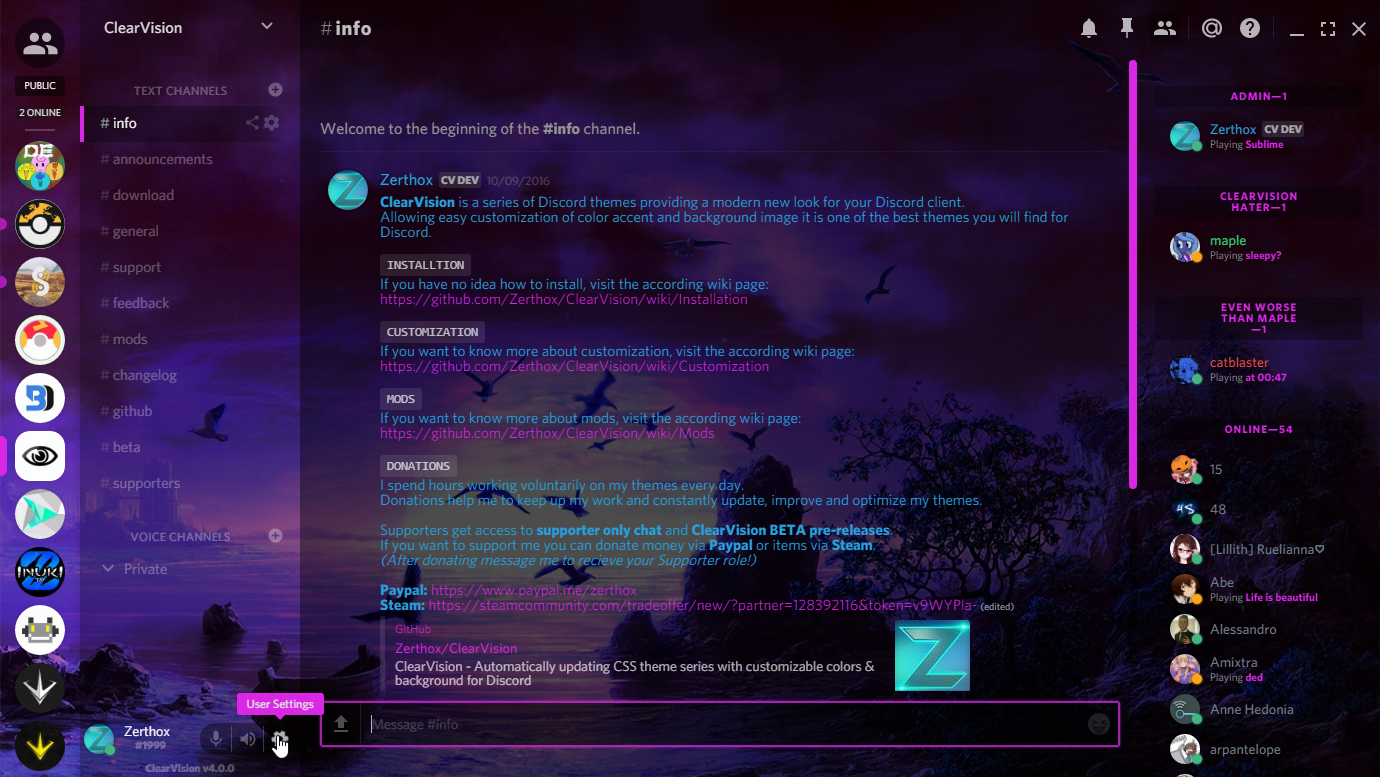 PUBLIC
2 ONLINE
DE
INUKI
ClearVision
TEXT CHANNELS
# info
# announcements
# download
# general
# support
# feedback
# mods
# changelog
# github
# beta
# supporters
VOICE CHANNELS
Private
User Settings
Zerthox
#1999
ClearVision v4.0.0
# info
Welcome to the beginning of the #info channel.
Zerthox CV DEV 10/09/2016
ClearVision is a series of Discord themes providing a modern new look for your Discord client.
Allowing easy customization of color accent and background image it is one of the best themes you will find for
Discord.
INSTALLTION
If you have no idea how to install, visit the according wiki page:
https://github.com/Zerthox/ClearVision/wiki/Installation
CUSTOMIZATION
If you want to know more about customization, visit the according wiki page:
https://github.com/Zerthox/ClearVision/wiki/Customization
MODS
If you want to know more about mods, visit the according wiki page:
https://github.com/Zerthox/ClearVision/wiki/Mods
DONATIONS
I spend hours working voluntarily on my themes every day.
Donations help me to keep up my work and constantly update, improve and optimize my themes.
Supporters get access to supporter only chat and ClearVision BETA pre-releases.
If you want to support me you can donate money via Paypal or items via Steam.
(After donating message me to recieve your Supporter role!)
Paypal: https://www.paypal.me/zerthox
Steam: https://steamcommunity.com/tradeoffer/new/?partner=128392116&token=v9WYPla- (edited)
GitHub
Zerthox/ClearVision
ClearVision - Automatically updating CSS theme series with customizable colors &
background for Discord
Message #info
ADMIN—1
Zerthox CV DEV
Playing Sublime
CLEARVISION
HATER—1
maple
Playing sleepy?
EVEN WORSE
THAN MAPLE
—1
catblaster
Playing at 00:47
ONLINE—54
15
48
[Lillith] Ruelianna♡
Abe
Playing Life is beautiful
Alessandro
Amixtra
Playing ded
Anne Hedonia
arpantelope